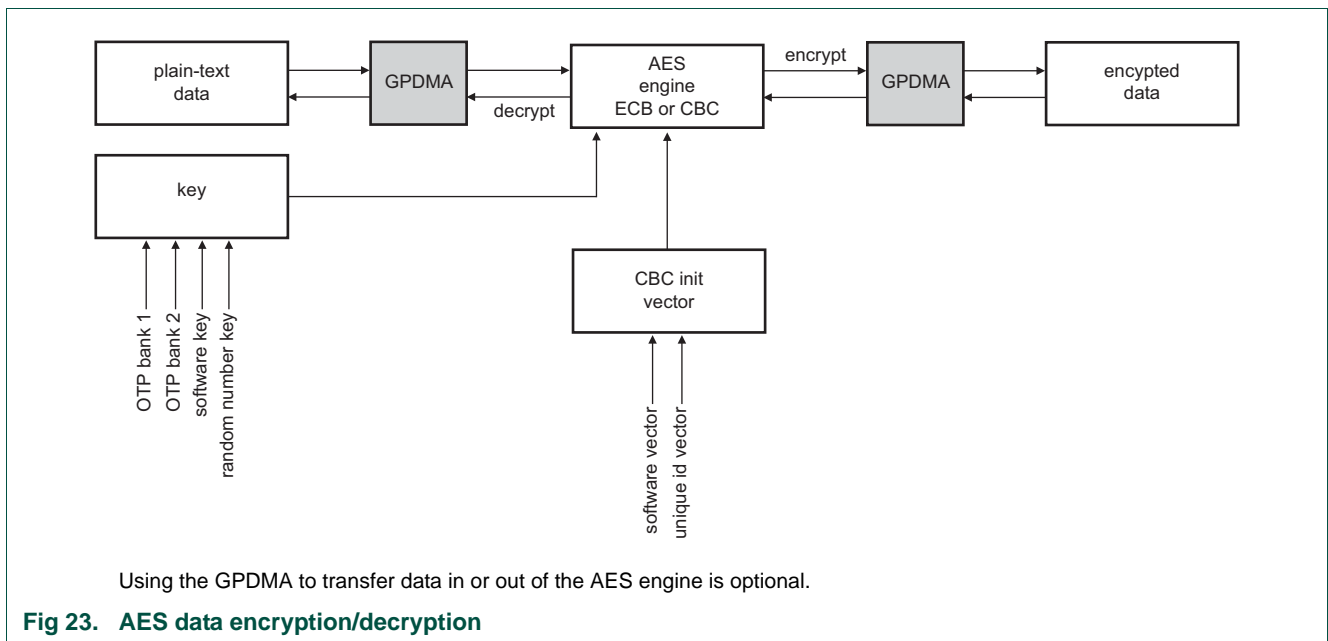 plain-text
data
GPDMA
decrypt
AES
engine
ECB or CBC
encrypt
GPDMA
encypted
data
key
CBC init
vector
OTP bank 1
OTP bank 2
software key
random number key
software vector
unique id vector
Using the GPDMA to transfer data in or out of the AES engine is optional.
Fig 23. AES data encryption/decryption